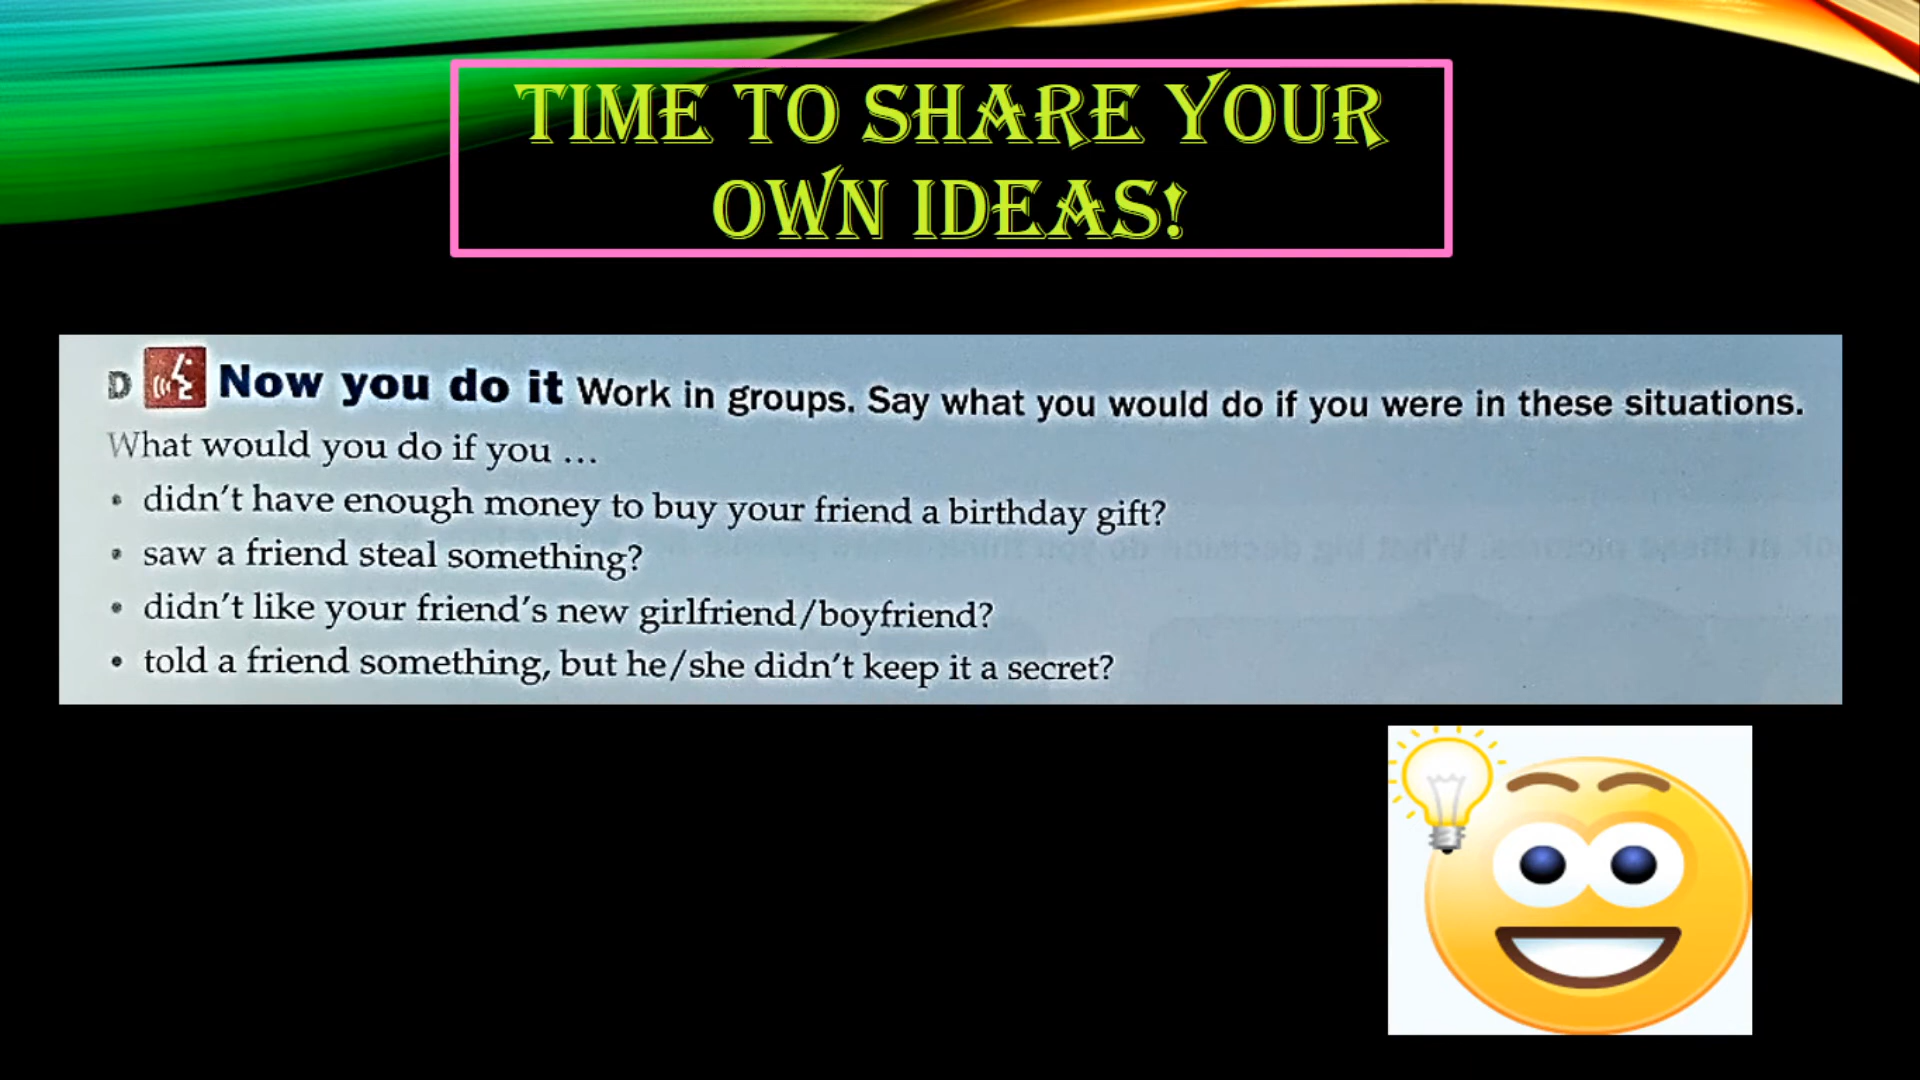 TIME TO SHARE YOUR
OWN IDEAS!
D Now you do it Work in groups. Say what you would do if you were in these situations.
What would you do if you ...
• didn't have enough money to buy your friend a birthday gift?
• saw a friend steal something?
• didn't like your friend's new girlfriend/boyfriend?
• told a friend something, but he/she didn't keep it a secret?